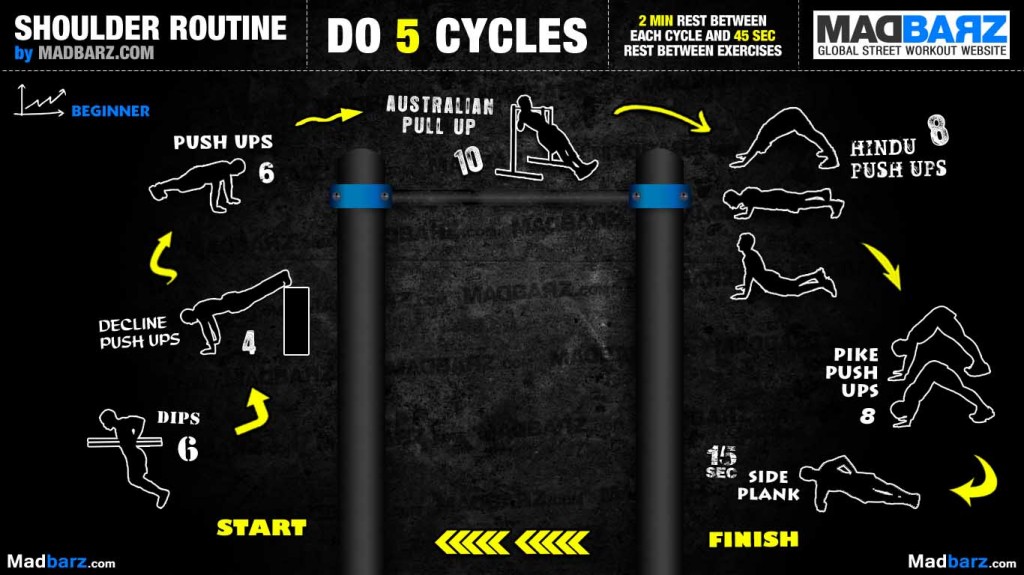 SHOULDER ROUTINE
by MADBARZ.COM
DO 5 CYCLES
2 MIN REST BETWEEN
EACH CYCLE AND 45 SEC
REST BETWEEN EXERCISES
MADBARZ
GLOBAL STREET WORKOUT WEBSITE
BEGINNER
START
DIPS
6
DECLINE
PUSH UPS
4
PUSH UPS
6
AUSTRALIAN
PULL UP
10
HINDU
PUSH UPS
8
PIKE
PUSH
UPS
8
15
SEC
SIDE
PLANK
FINISH
MADBARZ.com
Madbarz.com
Madbarz.com